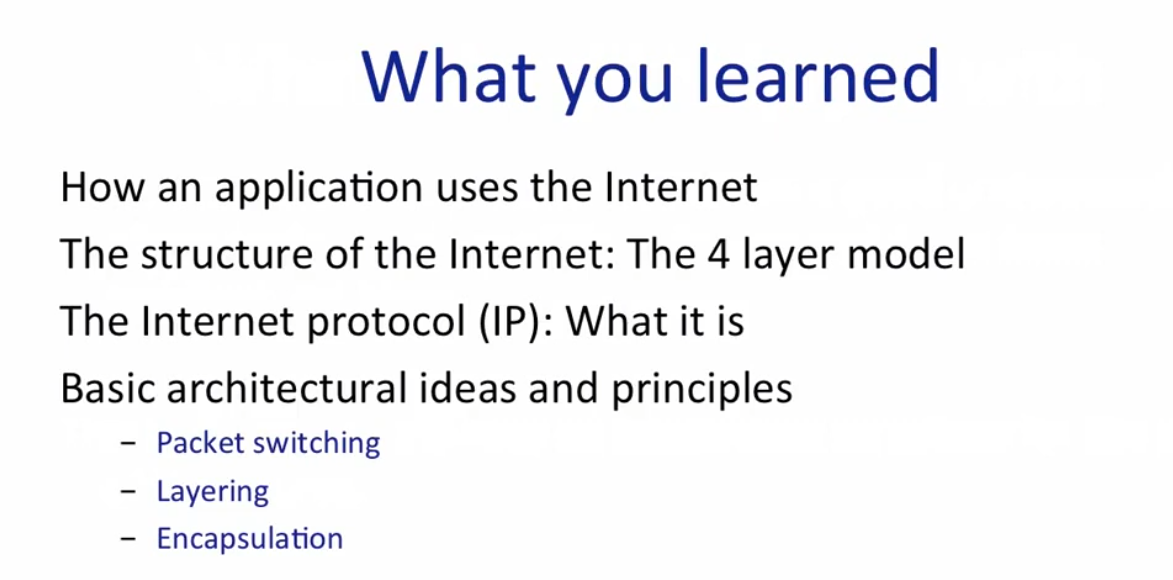 What you learned
How an application uses the Internet
The structure of the Internet: The 4 layer model
The Internet protocol (IP): What it is
Basic architectural ideas and principles
– Packet switching
– Layering
– Encapsulation